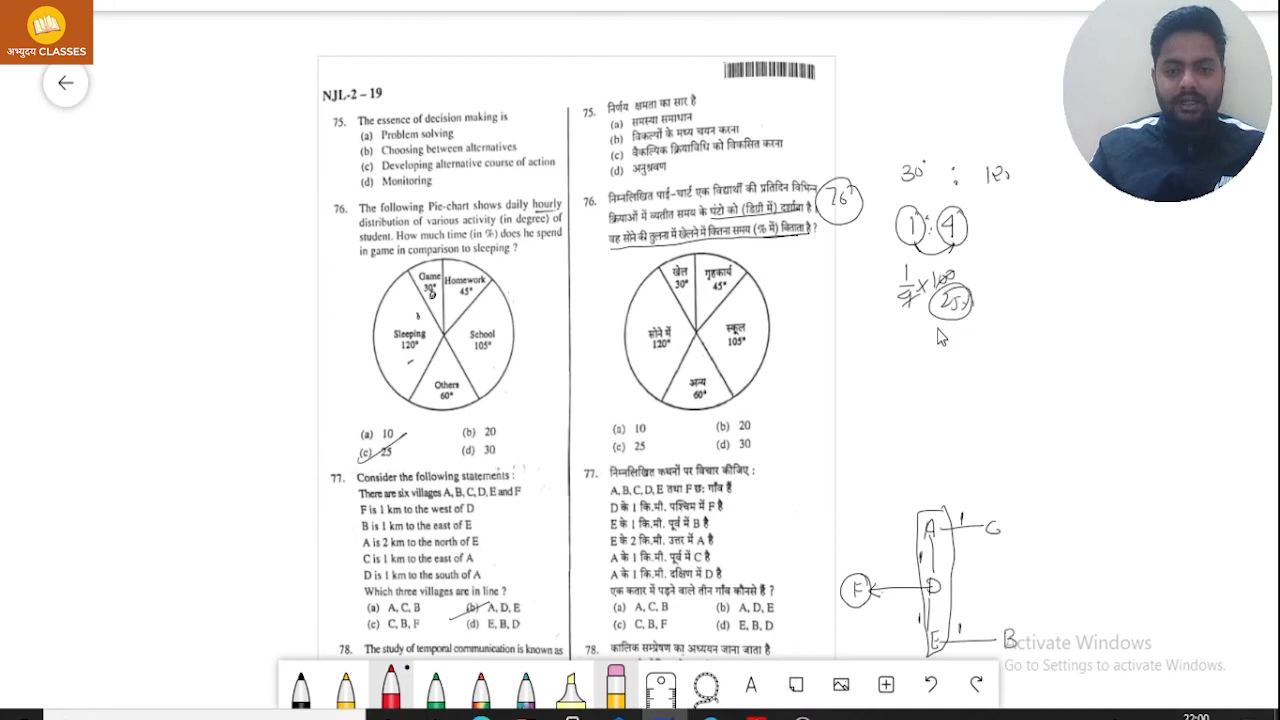 अभ्युदय CLASSES
NJL-2 – 19
75. The essence of decision making is
(a) Problem solving
(b) Choosing between alternatives
(c) Developing alternative course of action
(d) Monitoring
76. The following Pie-chart shows daily hourly
distribution of various activity (in degree) of
student. How much time (in %) does he spend
in game in comparison to sleeping ?
Game
30°
Homework
45°
Sleeping
120°
School
105°
Others
60°
(a) 10 (b) 20
(c) 25 (d) 30
77. Consider the following statements :
There are six villages A, B, C, D, E and F
F is 1 km to the west of D
B is 1 km to the east of E
A is 2 km to the north of E
C is 1 km to the east of A
D is 1 km to the south of A
Which three villages are in line ?
(a) A, C, B (b) A, D, E
(c) C, B, F (d) E, B, D
78. The study of temporal communication is known as
75. निर्णय क्षमता का सार है
(a) समस्या समाधान
(b) विकल्पों के मध्य चयन करना
(c) वैकल्पिक क्रियाविधि को विकसित करना
(d) अनुश्रवण
76. निम्नलिखित पाई-चार्ट एक विद्यार्थी की प्रतिदिन विभिन्न
क्रियाओं में व्यतीत समय के घंटो को (डिग्री में) दर्शाता है।
वह सोने की तुलना में खेलने में कितना समय (% में) बिताता है ?
खेल
30°
गृहकार्य
45°
सोने में
120°
स्कूल
105°
अन्य
60°
(a) 10 (b) 20
(c) 25 (d) 30
77. निम्नलिखित कथनों पर विचार कीजिए :
A, B, C, D, E तथा F छ: गाँव हैं
D के 1 कि.मी. पश्चिम में F है
E के 1 कि.मी. पूर्व में B है
E के 2 कि.मी. उत्तर में A है
A के 1 कि.मी. पूर्व में C है
A के 1 कि.मी. दक्षिण में D है
एक कतार में पड़ने वाले तीन गाँव कौनसे हैं ?
(a) A, C, B (b) A, D, E
(c) C, B, F (d) E, B, D
78. कालिक सम्प्रेषण का अध्ययन जाना जाता है
30° : 120
1 : 4
1/4 × 100
25%
A 1 C
1
F D
1
E 1 B
Activate Windows
Go to Settings to activate Windows.
A
22:00